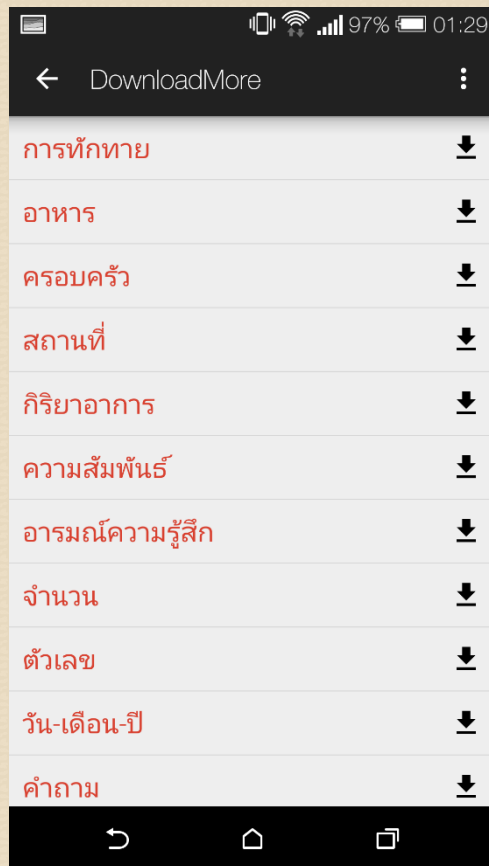 97% 01:29
DownloadMore
การทักทาย
อาหาร
ครอบครัว
สถานที่
กิริยาอาการ
ความสัมพันธ์
อารมณ์ความรู้สึก
จำนวน
ตัวเลข
วัน-เดือน-ปี
คำถาม